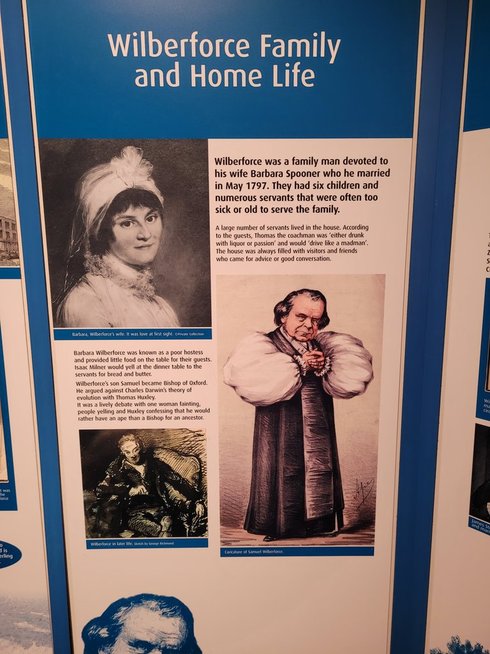 Wilberforce Family
and Home Life
Wilberforce was a family man devoted to
his wife Barbara Spooner who he married
in May 1797. They had six children and
numerous servants that were often too
sick or old to serve the family.
A large number of servants lived in the house. According
to the guests, Thomas the coachman was 'either drunk
with liquor or passion' and would 'drive like a madman'.
The house was always filled with visitors and friends
who came for advice or good conversation.
Barbara, Wilberforce's wife. It was love at first sight. ©Private Collection
Barbara Wilberforce was known as a poor hostess
and provided little food on the table for their guests.
Isaac Milner would yell at the dinner table to the
servants for bread and butter.
Wilberforce's son Samuel became Bishop of Oxford.
He argued against Charles Darwin's theory of
evolution with Thomas Huxley.
It was a lively debate with one woman fainting,
people yelling and Huxley confessing that he would
rather have an ape than a Bishop for an ancestor.
Wilberforce in later life. Sketch by George Richmond
Caricature of Samuel Wilberforce.